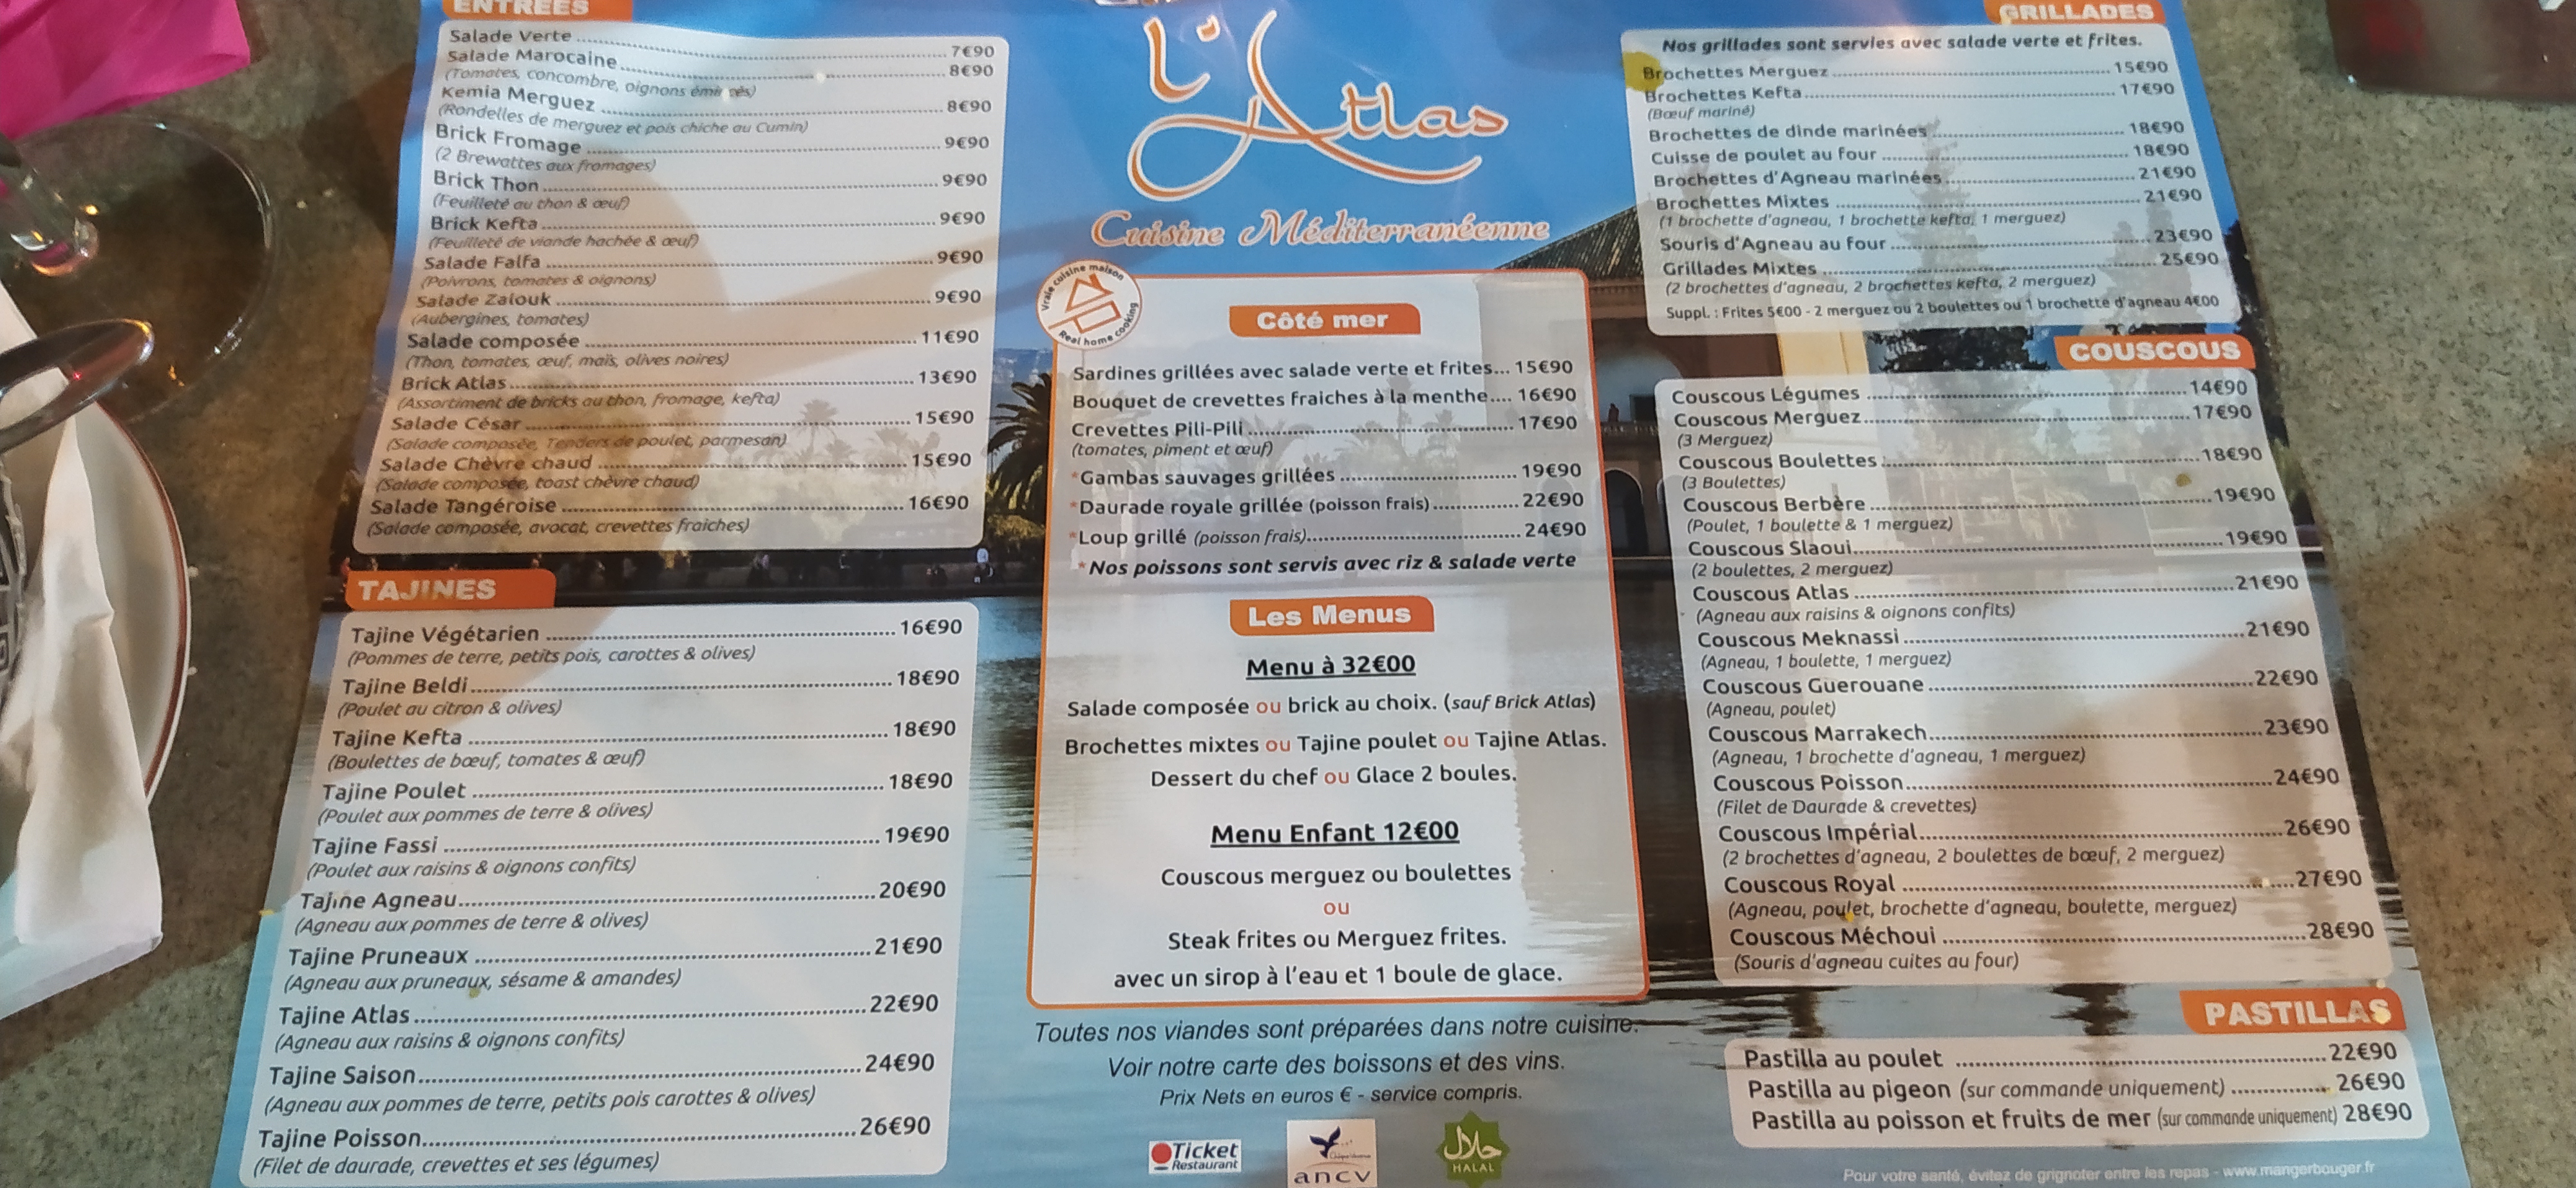 ENTRÉES
Salade Verte ........ 7€90
Salade Marocaine ........ 8€90
(Tomates, concombre, oignons émincés)
Kemia Merguez ........ 8€90
(Rondelles de merguez et pois chiche au Cumin)
Brick Fromage ........ 9€90
(2 Brewattes aux fromages)
Brick Thon ........ 9€90
(Feuilleté au thon & œuf)
Brick Kefta ........ 9€90
(Feuilleté de viande hachée & œuf)
Salade Falfa ........ 9€90
(Poivrons, tomates & oignons)
Salade Zalouk ........ 9€90
(Aubergines, tomates)
Salade composée ........ 11€90
(Thon, tomates, œuf, maïs, olives noires)
Brick Atlas ........ 13€90
(Assortiment de bricks au thon, fromage, kefta)
Salade César ........ 15€90
(Salade composée, Tenders de poulet, parmesan)
Salade Chèvre chaud ........ 15€90
(Salade composée, toast chèvre chaud)
Salade Tangéroise ........ 16€90
(Salade composée, avocat, crevettes fraiches)
TAJINES
Tajine Végétarien ........ 16€90
(Pommes de terre, petits pois, carottes & olives)
Tajine Beldi ........ 18€90
(Poulet au citron & olives)
Tajine Kefta ........ 18€90
(Boulettes de bœuf, tomates & œuf)
Tajine Poulet ........ 18€90
(Poulet aux pommes de terre & olives)
Tajine Fassi ........ 19€90
(Poulet aux raisins & oignons confits)
Tajine Agneau ........ 20€90
(Agneau aux pommes de terre & olives)
Tajine Pruneaux ........ 21€90
(Agneau aux pruneaux, sésame & amandes)
Tajine Atlas ........ 22€90
(Agneau aux raisins & oignons confits)
Tajine Saison ........ 24€90
(Agneau aux pommes de terre, petits pois carottes & olives)
Tajine Poisson ........ 26€90
(Filet de daurade, crevettes et ses légumes)
l'Atlas
Cuisine Méditerranéenne
Vraie cuisine maison
Real home cooking
Côté mer
Sardines grillées avec salade verte et frites... 15€90
Bouquet de crevettes fraiches à la menthe.... 16€90
Crevettes Pili-Pili ........ 17€90
(tomates, piment et œuf)
*Gambas sauvages grillées ........ 19€90
*Daurade royale grillée (poisson frais) ........ 22€90
*Loup grillé (poisson frais) ........ 24€90
*Nos poissons sont servis avec riz & salade verte
Les Menus
Menu à 32€00
Salade composée ou brick au choix. (sauf Brick Atlas)
Brochettes mixtes ou Tajine poulet ou Tajine Atlas.
Dessert du chef ou Glace 2 boules.
Menu Enfant 12€00
Couscous merguez ou boulettes
ou
Steak frites ou Merguez frites.
avec un sirop à l'eau et 1 boule de glace.
Toutes nos viandes sont préparées dans notre cuisine.
Voir notre carte des boissons et des vins.
Prix Nets en euros € - service compris.
Ticket
Restaurant
ancv
حلال
HALAL
GRILLADES
Nos grillades sont servies avec salade verte et frites.
Brochettes Merguez ........ 15€90
Brochettes Kefta ........ 17€90
(Bœuf mariné)
Brochettes de dinde marinées ........ 18€90
Cuisse de poulet au four ........ 18€90
Brochettes d'Agneau marinées ........ 21€90
Brochettes Mixtes ........ 21€90
(1 brochette d'agneau, 1 brochette kefta, 1 merguez)
Souris d'Agneau au four ........ 23€90
Grillades Mixtes ........ 25€90
(2 brochettes d'agneau, 2 brochettes kefta, 2 merguez)
Suppl. : Frites 5€00 - 2 merguez ou 2 boulettes ou 1 brochette d'agneau 4€00
COUSCOUS
Couscous Légumes ........ 14€90
Couscous Merguez ........ 17€90
(3 Merguez)
Couscous Boulettes ........ 18€90
(3 Boulettes)
Couscous Berbère ........ 19€90
(Poulet, 1 boulette & 1 merguez)
Couscous Slaoui ........ 19€90
(2 boulettes, 2 merguez)
Couscous Atlas ........ 21€90
(Agneau aux raisins & oignons confits)
Couscous Meknassi ........ 21€90
(Agneau, 1 boulette, 1 merguez)
Couscous Guerouane ........ 22€90
(Agneau, poulet)
Couscous Marrakech ........ 23€90
(Agneau, 1 brochette d'agneau, 1 merguez)
Couscous Poisson ........ 24€90
(Filet de Daurade & crevettes)
Couscous Impérial ........ 26€90
(2 brochettes d'agneau, 2 boulettes de bœuf, 2 merguez)
Couscous Royal ........ 27€90
(Agneau, poulet, brochette d'agneau, boulette, merguez)
Couscous Méchoui ........ 28€90
(Souris d'agneau cuites au four)
PASTILLAS
Pastilla au poulet ........ 22€90
Pastilla au pigeon (sur commande uniquement) ........ 26€90
Pastilla au poisson et fruits de mer (sur commande uniquement) 28€90
Pour votre santé, évitez de grignoter entre les repas - www.mangerbouger.fr